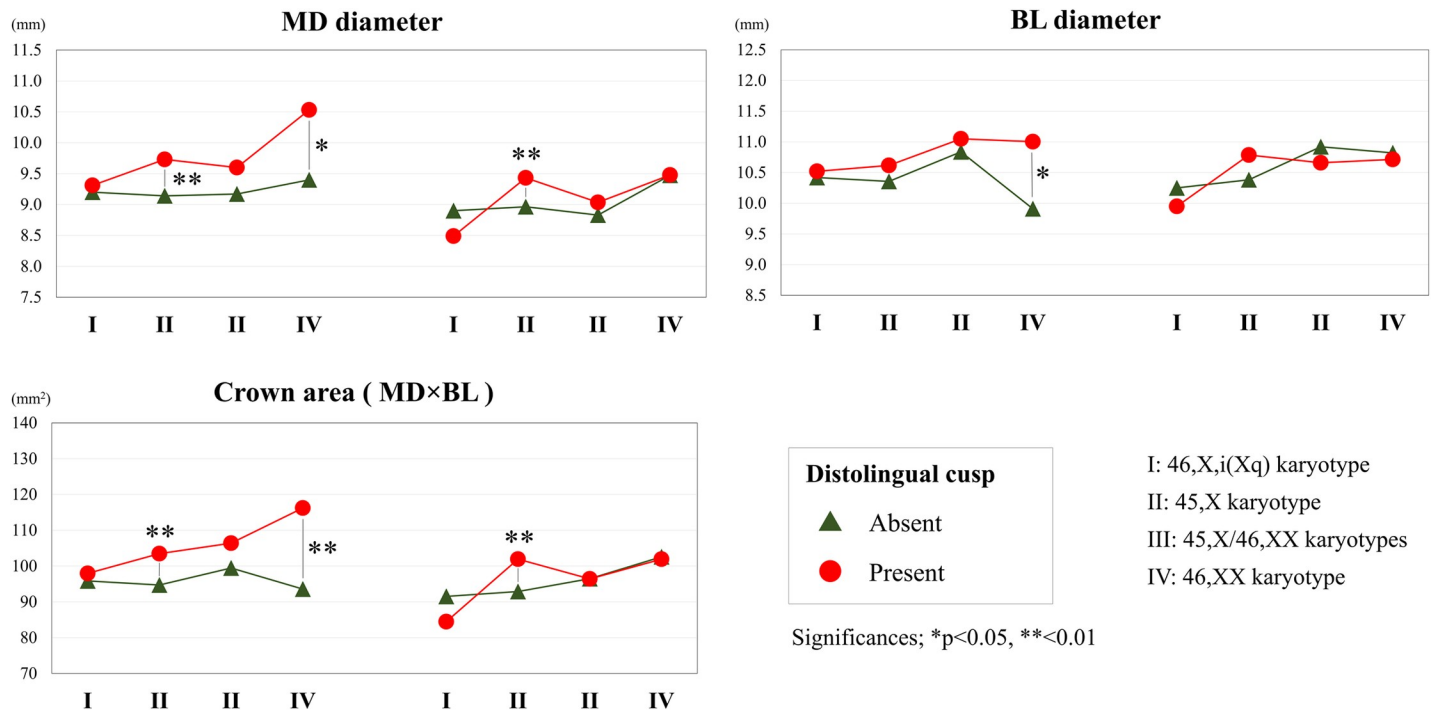 MD diameter
(mm)
11.5
11.0
10.5
10.0
9.5
9.0
8.5
8.0
7.5
**
*
**
I II II IV I II II IV
BL diameter
(mm)
12.5
12.0
11.5
11.0
10.5
10.0
9.5
9.0
8.5
*
I II II IV I II II IV
Crown area ( MD×BL )
(mm²)
140
130
120
110
100
90
80
70
**
**
**
I II II IV I II II IV
Distolingual cusp
Absent
Present
Significances; *p<0.05, **<0.01
I: 46,X,i(Xq) karyotype
II: 45,X karyotype
III: 45,X/46,XX karyotypes
IV: 46,XX karyotype